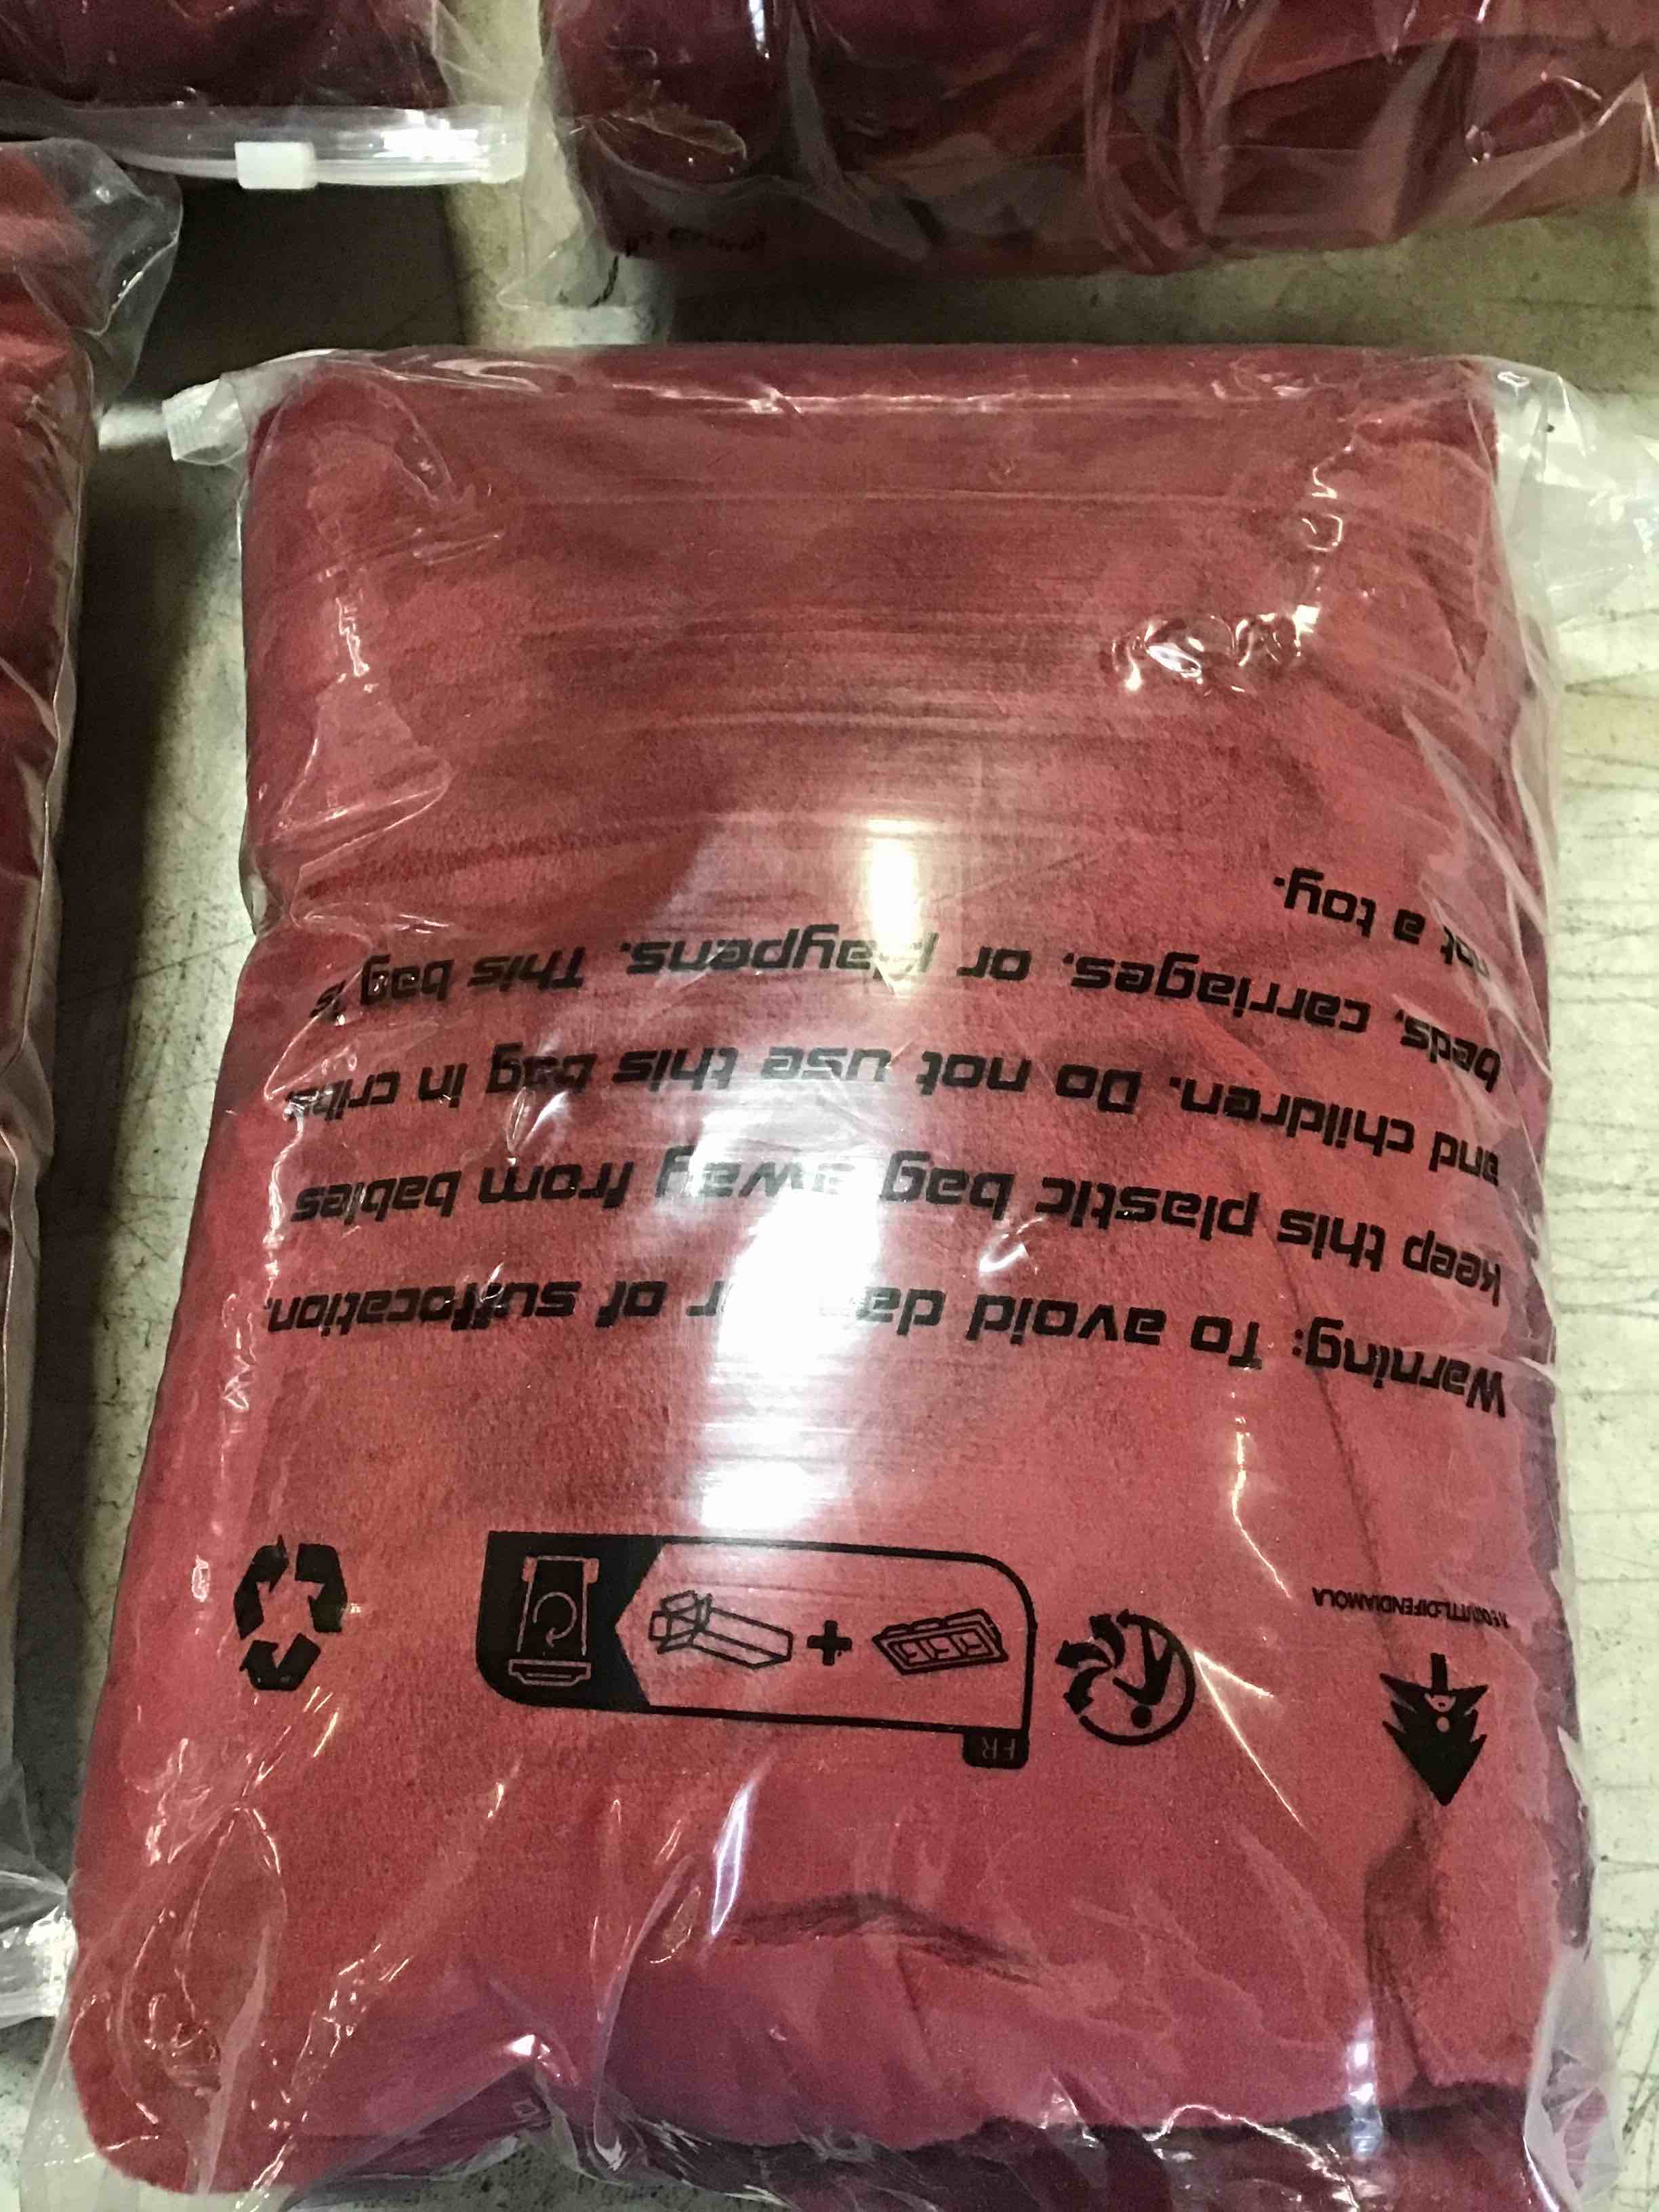 Warning: To avoid danger of suffocation,
keep this plastic bag away from babies
and children. Do not use this bag in cribs,
beds, carriages, or playpens. This bag is
not a toy.
FR